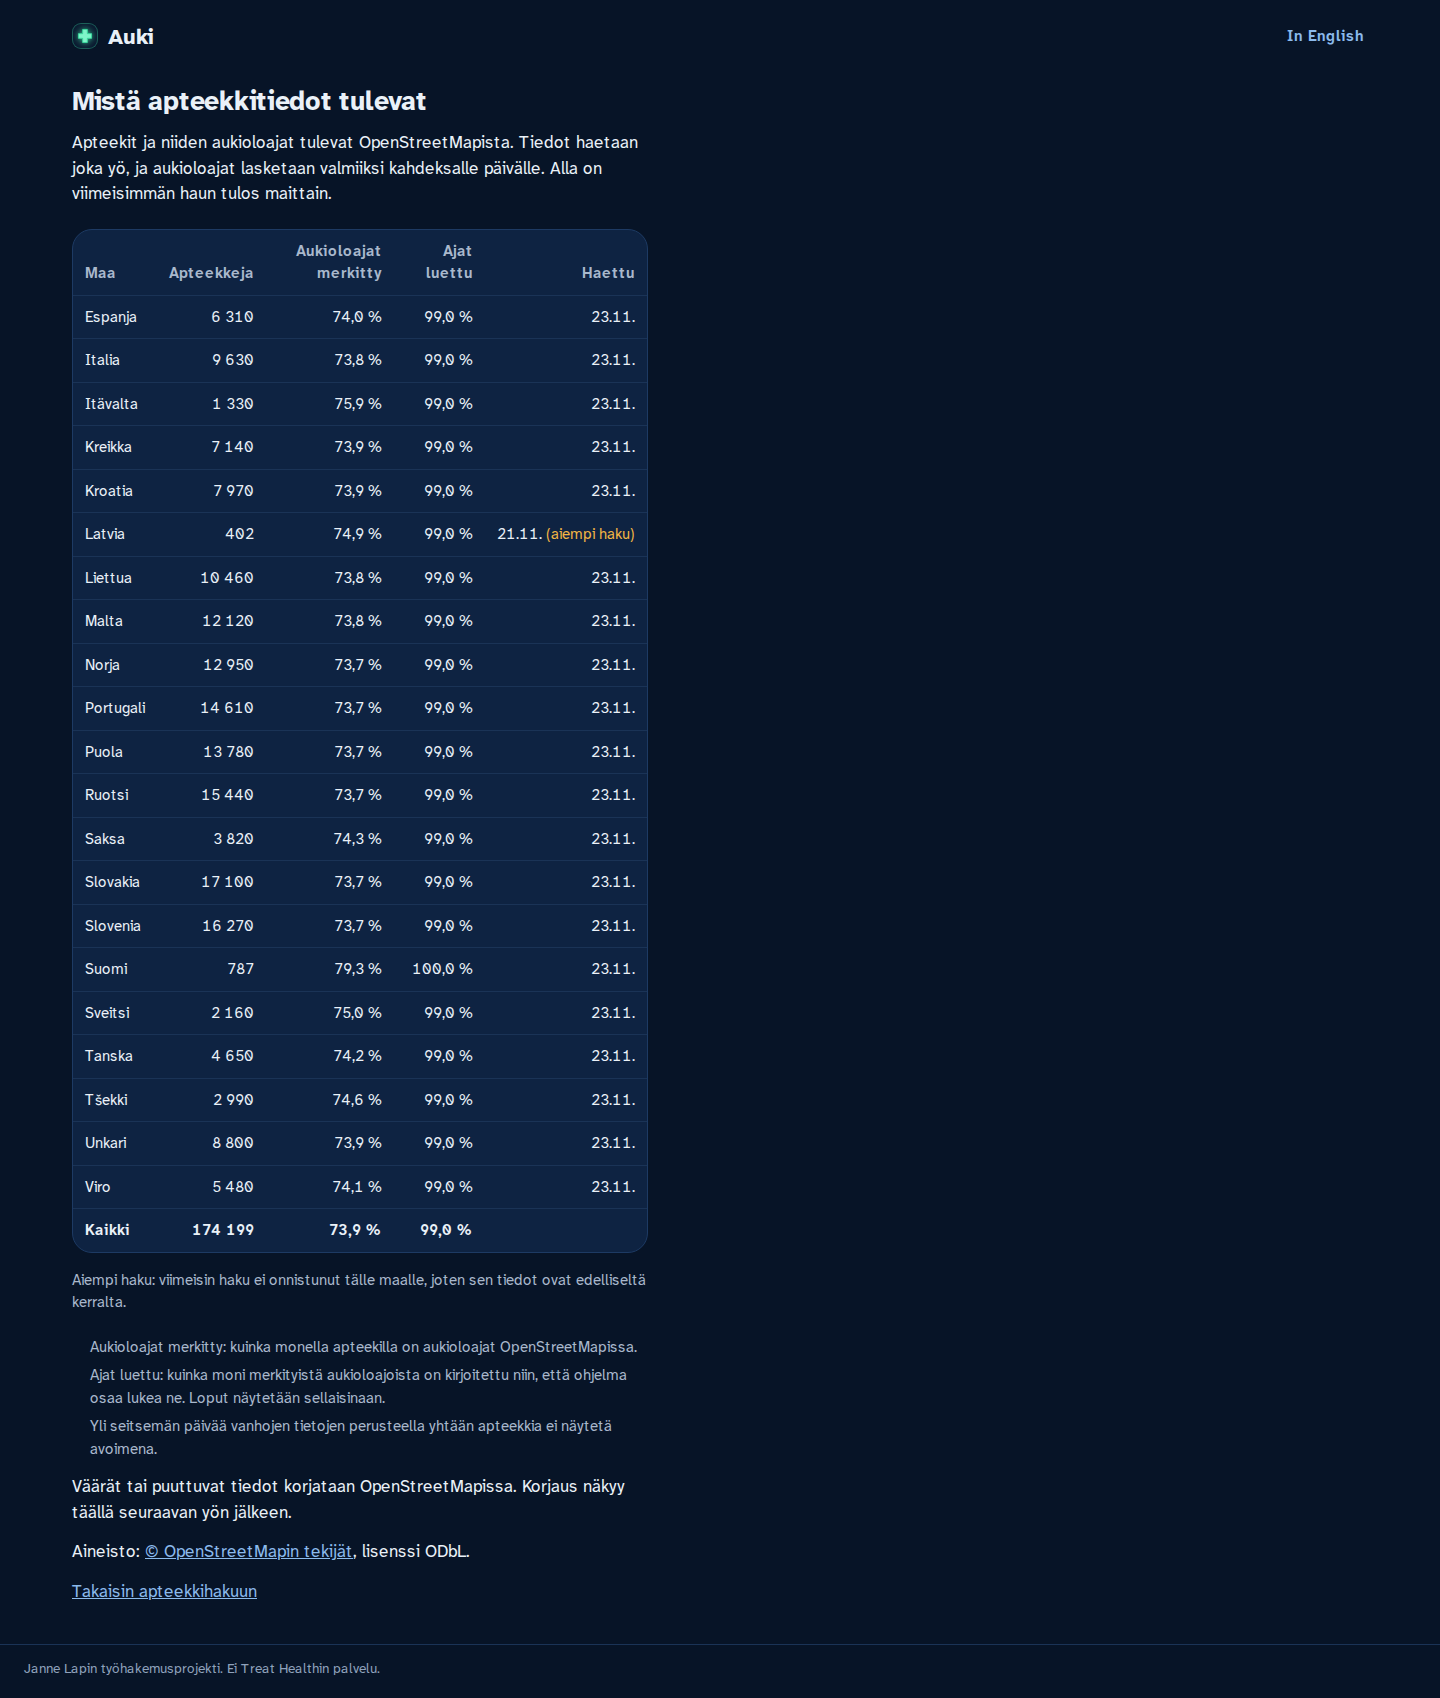 Auki
In English
Mistä apteekkitiedot tulevat
Apteekit ja niiden aukioloajat tulevat OpenStreetMapista. Tiedot haetaan
joka yö, ja aukioloajat lasketaan valmiiksi kahdeksalle päivälle. Alla on
viimeisimmän haun tulos maittain.
Maa Apteekkeja Aukioloajat merkitty Ajat luettu Haettu
Espanja 6 310 74,0 % 99,0 % 23.11.
Italia 9 630 73,8 % 99,0 % 23.11.
Itävalta 1 330 75,9 % 99,0 % 23.11.
Kreikka 7 140 73,9 % 99,0 % 23.11.
Kroatia 7 970 73,9 % 99,0 % 23.11.
Latvia 402 74,9 % 99,0 % 21.11. (aiempi haku)
Liettua 10 460 73,8 % 99,0 % 23.11.
Malta 12 120 73,8 % 99,0 % 23.11.
Norja 12 950 73,7 % 99,0 % 23.11.
Portugali 14 610 73,7 % 99,0 % 23.11.
Puola 13 780 73,7 % 99,0 % 23.11.
Ruotsi 15 440 73,7 % 99,0 % 23.11.
Saksa 3 820 74,3 % 99,0 % 23.11.
Slovakia 17 100 73,7 % 99,0 % 23.11.
Slovenia 16 270 73,7 % 99,0 % 23.11.
Suomi 787 79,3 % 100,0 % 23.11.
Sveitsi 2 160 75,0 % 99,0 % 23.11.
Tanska 4 650 74,2 % 99,0 % 23.11.
Tšekki 2 990 74,6 % 99,0 % 23.11.
Unkari 8 800 73,9 % 99,0 % 23.11.
Viro 5 480 74,1 % 99,0 % 23.11.
Kaikki 174 199 73,9 % 99,0 %
Aiempi haku: viimeisin haku ei onnistunut tälle maalle, joten sen tiedot ovat edelliseltä
kerralta.
Aukioloajat merkitty: kuinka monella apteekilla on aukioloajat OpenStreetMapissa.
Ajat luettu: kuinka moni merkityistä aukioloajoista on kirjoitettu niin, että ohjelma
osaa lukea ne. Loput näytetään sellaisinaan.
Yli seitsemän päivää vanhojen tietojen perusteella yhtään apteekkia ei näytetä
avoimena.
Väärät tai puuttuvat tiedot korjataan OpenStreetMapissa. Korjaus näkyy
täällä seuraavan yön jälkeen.
Aineisto: © OpenStreetMapin tekijät, lisenssi ODbL.
Takaisin apteekkihakuun
Janne Lapin työhakemusprojekti. Ei Treat Healthin palvelu.